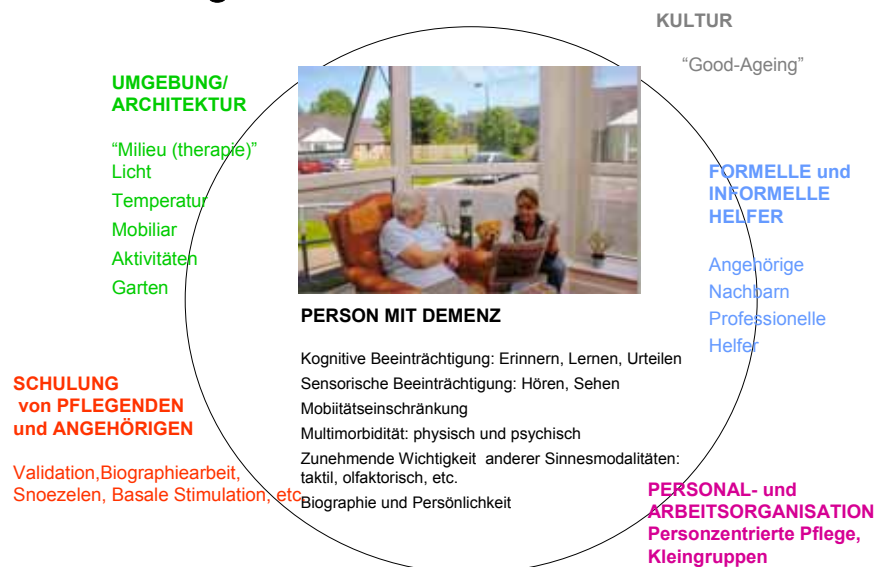 KULTUR
“Good-Ageing”
UMGEBUNG/
ARCHITEKTUR
“Milieu (therapie)”
Licht
Temperatur
Mobiliar
Aktivitäten
Garten
FORMELLE und
INFORMELLE
HELFER
Angehörige
Nachbarn
Professionelle
Helfer
PERSON MIT DEMENZ
Kognitive Beeinträchtigung: Erinnern, Lernen, Urteilen
Sensorische Beeinträchtigung: Hören, Sehen
Mobiitätseinschränkung
Multimorbidität: physisch und psychisch
Zunehmende Wichtigkeit anderer Sinnesmodalitäten:
taktil, olfaktorisch, etc.
Biographie und Persönlichkeit
SCHULUNG
von PFLEGENDEN
und ANGEHÖRIGEN
Validation,Biographiearbeit,
Snoezelen, Basale Stimulation, etc
PERSONAL- und
ARBEITSORGANISATION
Personzentrierte Pflege,
Kleingruppen